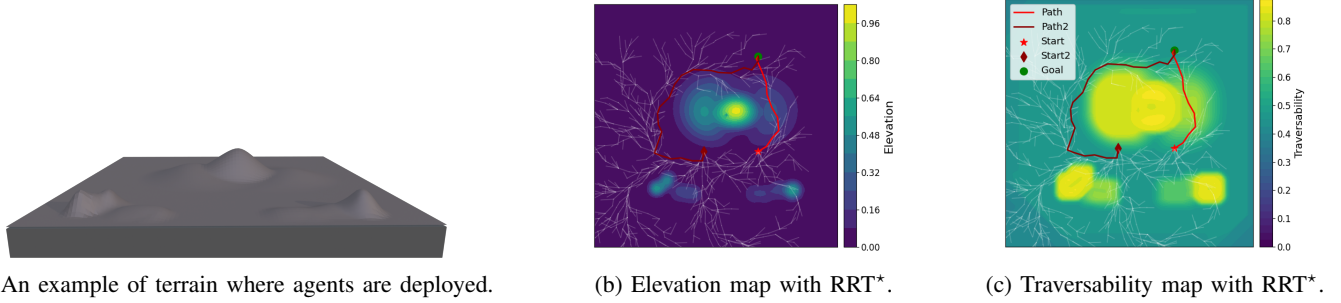 0.96
0.80
0.64
0.48
0.32
0.16
0.00
Elevation
Path
Path2
Start
Start2
Goal
0.8
0.7
0.6
0.5
0.4
0.3
0.2
0.1
0.0
Traversability
An example of terrain where agents are deployed.
(b) Elevation map with RRT⋆.
(c) Traversability map with RRT⋆.